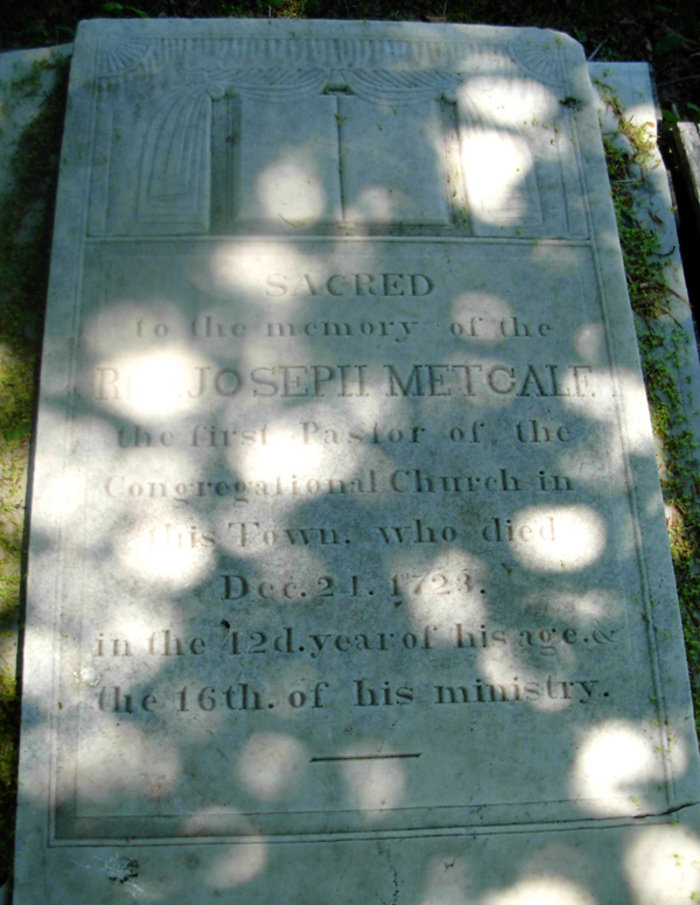 SACRED
to the memory of the
REV. JOSEPH METCALF.
the first Pastor of the
Congregational Church in
this Town. who died
Dec. 24. 1723.
in the 42d. year of his age. &
the 16th. of his ministry.